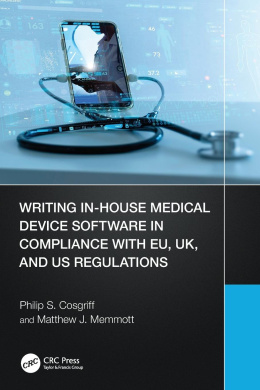 WRITING IN-HOUSE MEDICAL
DEVICE SOFTWARE IN
COMPLIANCE WITH EU, UK,
AND US REGULATIONS
Philip S. Cosgriff
and Matthew J. Memmott
CRC
CRC Press
Taylor & Francis Group